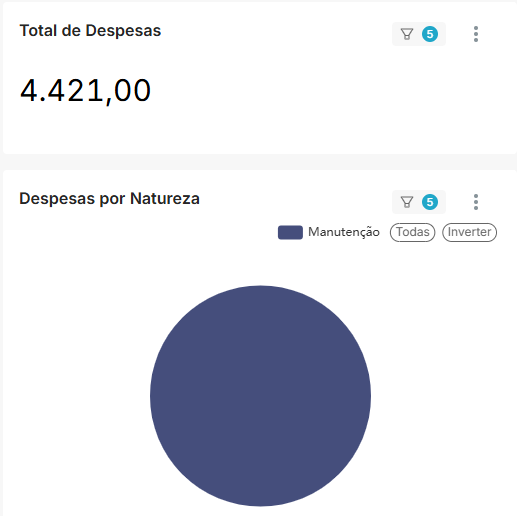 Total de Despesas
5
4.421,00
Despesas por Natureza
5
Manutenção
Todas
Inverter